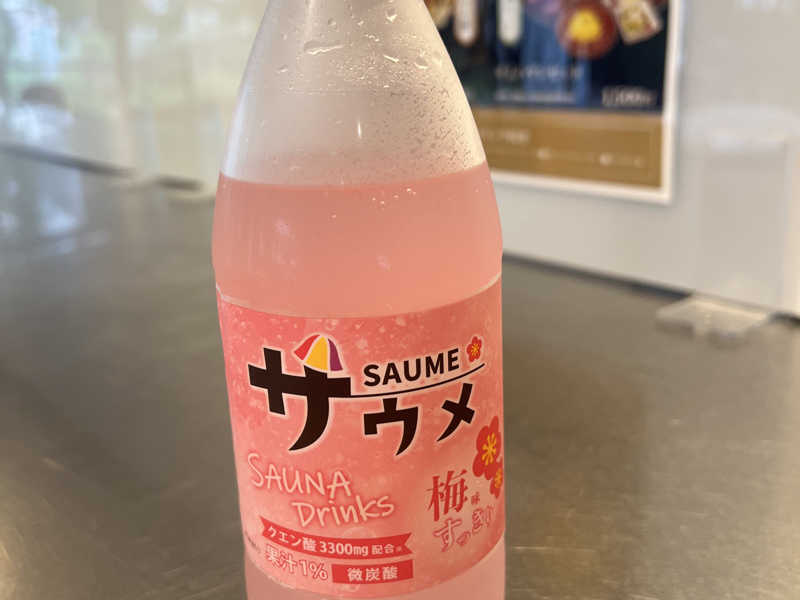 SAUME
サウメ
SAUNA
Drinks
梅味
すっきり
クエン酸 3300mg 配合※
果汁1%
微炭酸